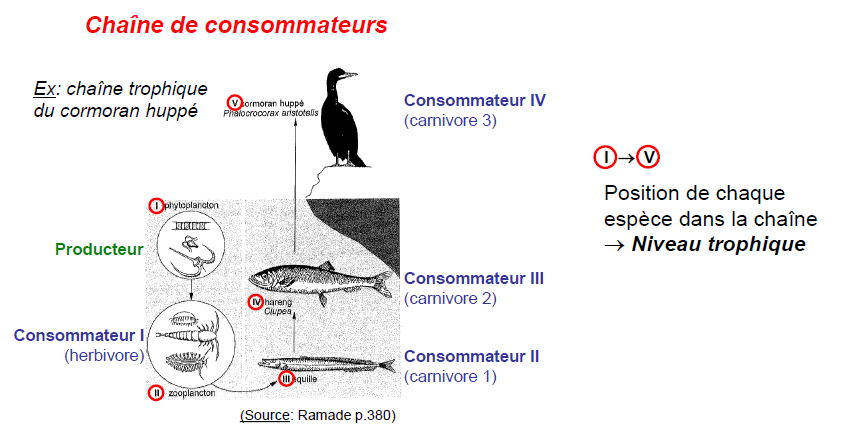 Chaîne de consommateurs
Ex: chaîne trophique
du cormoran huppé
V cormoran huppé
Phalocrocorax aristotelis
Consommateur IV
(carnivore 3)
I → V
Position de chaque
espèce dans la chaîne
→ Niveau trophique
I phytoplancton
Producteur
Consommateur III
(carnivore 2)
IV hareng
Clupea
Consommateur I
(herbivore)
Consommateur II
(carnivore 1)
III équille
II zooplancton
(Source: Ramade p.380)